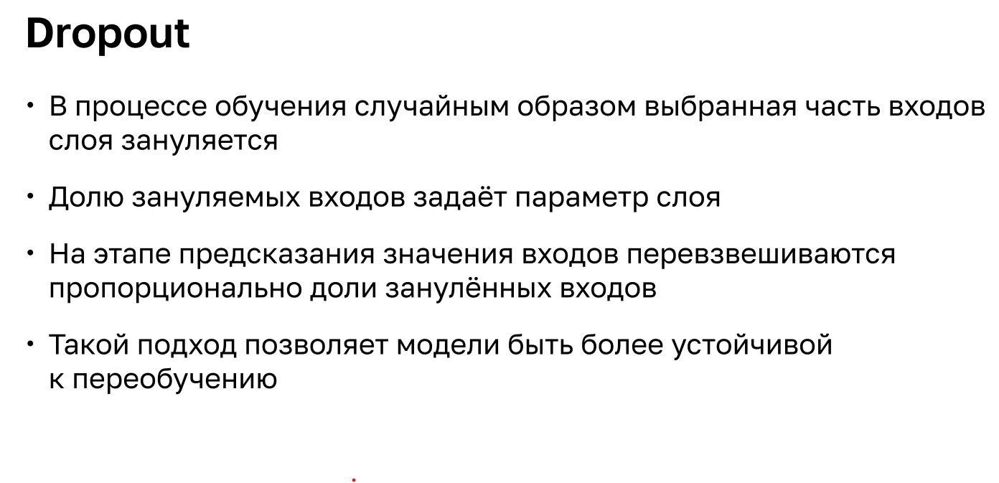 Dropout
• В процессе обучения случайным образом выбранная часть входов
слоя зануляется
• Долю зануляемых входов задаёт параметр слоя
• На этапе предсказания значения входов перевзвешиваются
пропорционально доли занулённых входов
• Такой подход позволяет модели быть более устойчивой
к переобучению